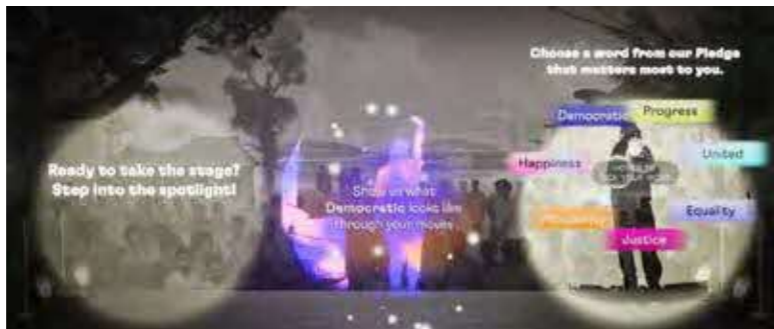 Ready to take the stage?
Step into the spotlight!
Show us what
Democratic looks like
through your moves
Choose a word from our Pledge
that matters most to you.
Democratic
Progress
Happiness
United
Equality
Justice